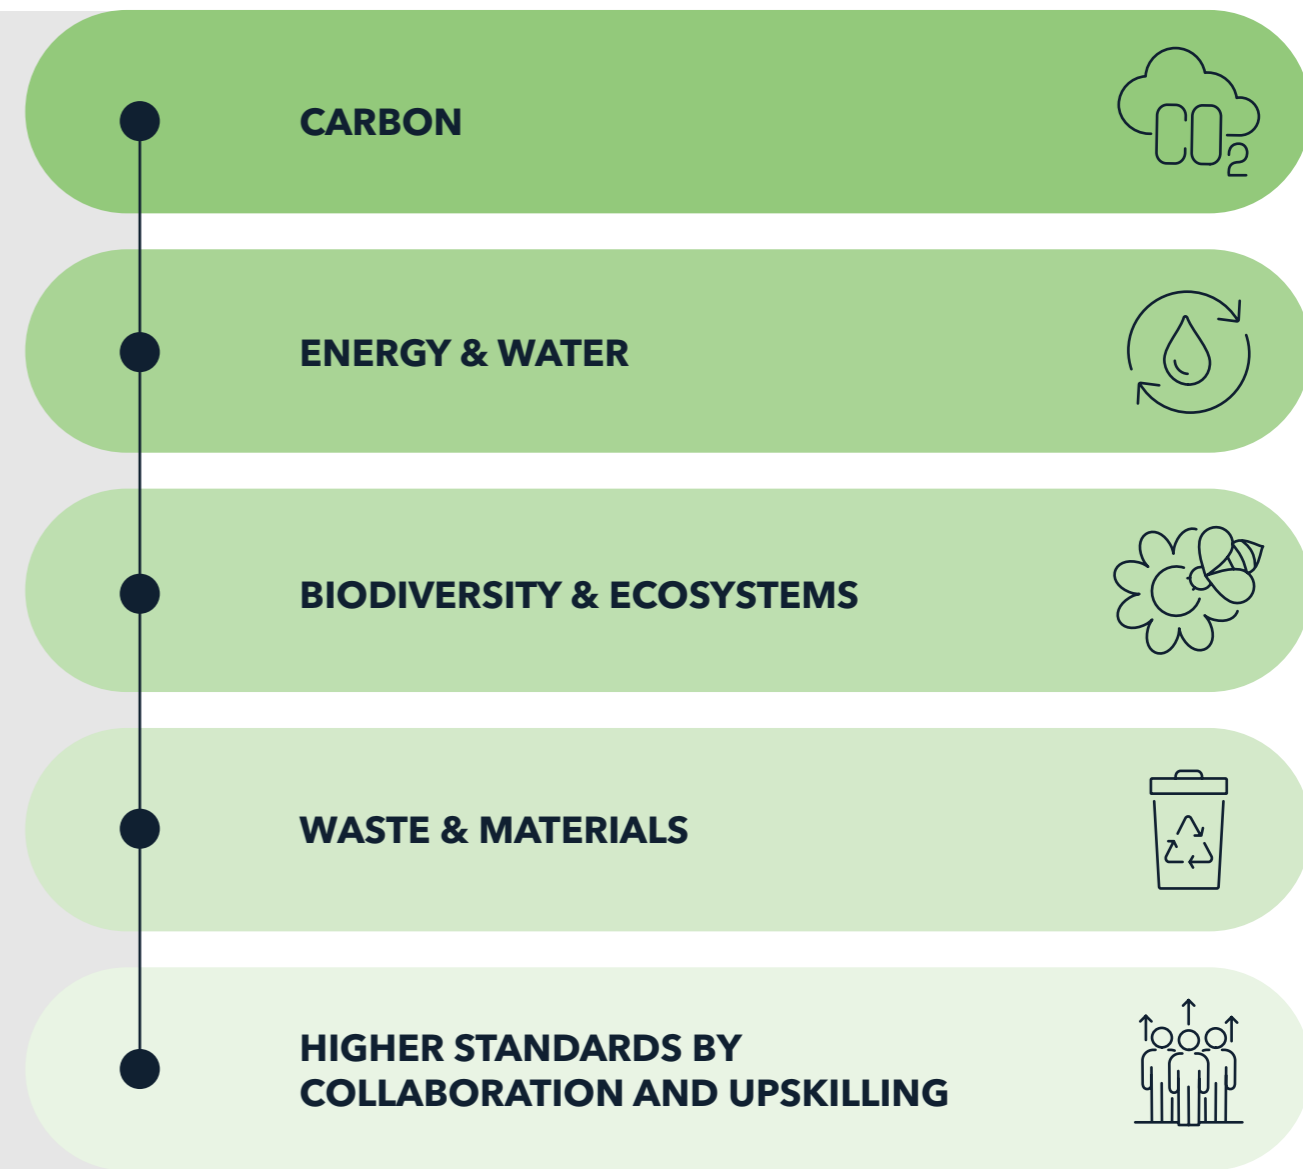 CARBON
CO2
ENERGY & WATER
BIODIVERSITY & ECOSYSTEMS
WASTE & MATERIALS
HIGHER STANDARDS BY
COLLABORATION AND UPSKILLING